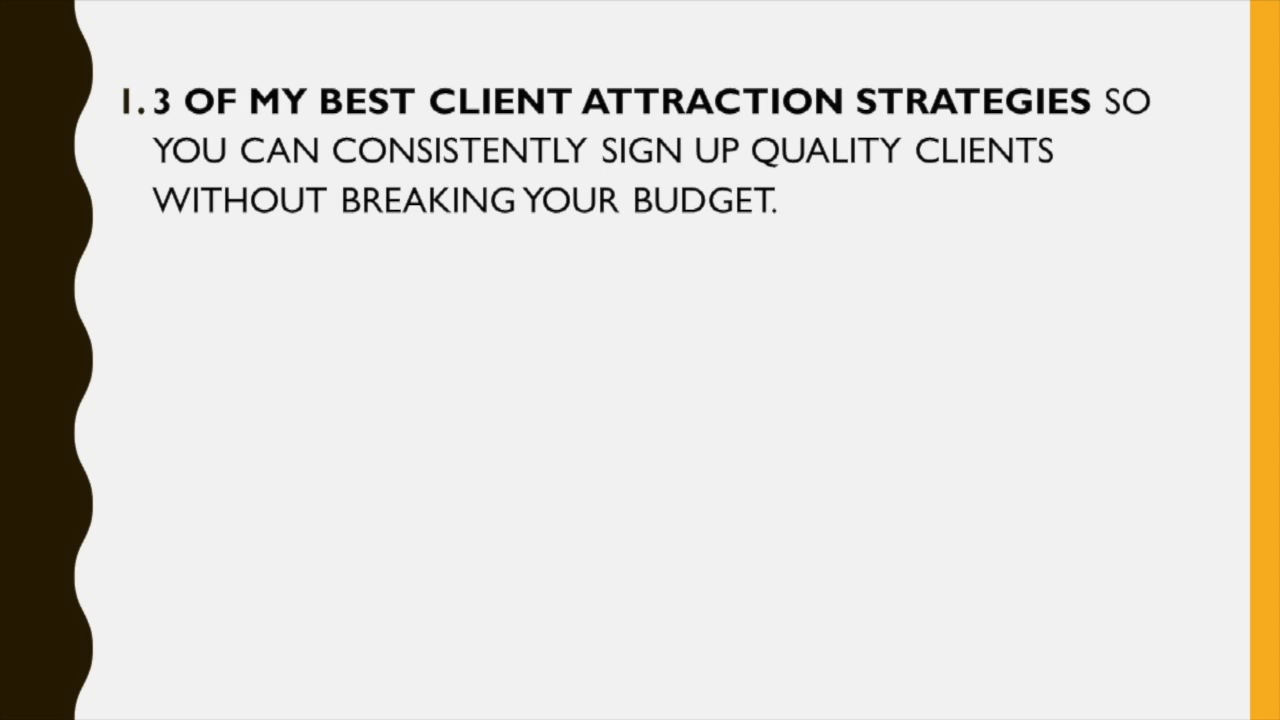 1. 3 OF MY BEST CLIENT ATTRACTION STRATEGIES SO
YOU CAN CONSISTENTLY SIGN UP QUALITY CLIENTS
WITHOUT BREAKING YOUR BUDGET.